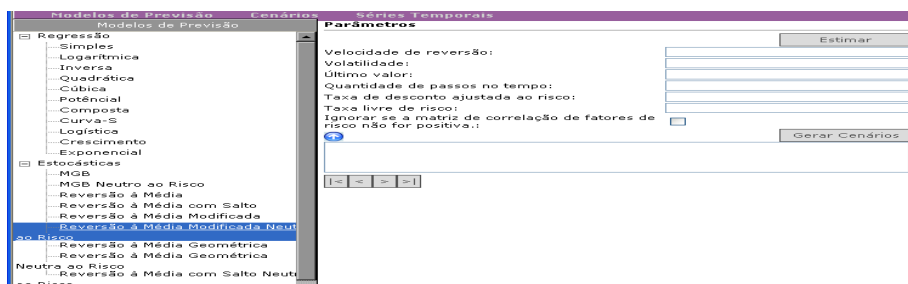 Modelos de Previsão Cenários Séries Temporais
Modelos de Previsão
Regressão
Simples
Logarítmica
Inversa
Quadrática
Cúbica
Potêncial
Composta
Curva-S
Logística
Crescimento
Exponencial
Estocásticas
MGB
MGB Neutro ao Risco
Reversão à Média
Reversão à Média com Salto
Reversão à Média Modificada
Reversão à Média Modificada Neut
ao Risco
Reversão à Média Geométrica
Reversão à Média Geométrica
Neutra ao Risco
Reversão à Média com Salto Neut
ao Risco
Parâmetros
Estimar
Velocidade de reversão:
Volatilidade:
Último valor:
Quantidade de passos no tempo:
Taxa de desconto ajustada ao risco:
Taxa livre de risco:
Ignorar se a matriz de correlação de fatores de
risco não for positiva.:
Gerar Cenários
|< < > >|